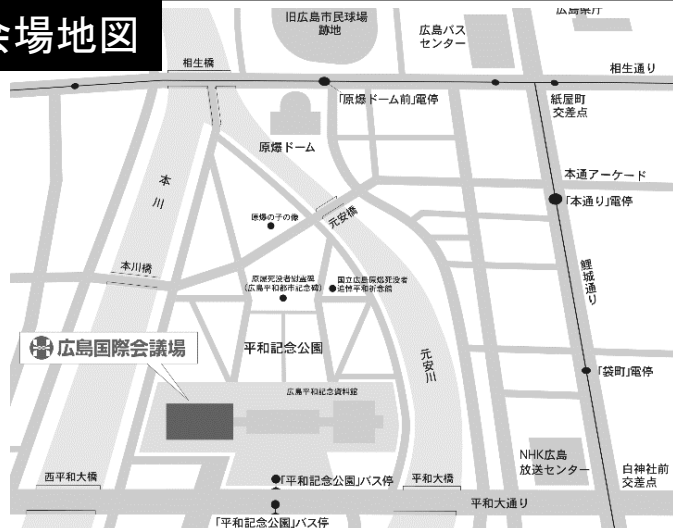 会場地図
旧広島市民球場
跡地
広島バス
センター
広島県庁
相生橋
相生通り
「原爆ドーム前」電停
紙屋町
交差点
原爆ドーム
本川
本通アーケード
「本通り」電停
原爆の子の像
元安橋
本川橋
原爆死没者慰霊碑
(広島平和都市記念碑)
国立広島原爆死没者
追悼平和祈念館
鯉城通り
広島国際会議場
平和記念公園
元安川
「袋町」電停
広島平和記念資料館
NHK広島
放送センター
白神社前
交差点
西平和大橋
「平和記念公園」バス停
平和大橋
平和大通り
「平和記念公園」バス停